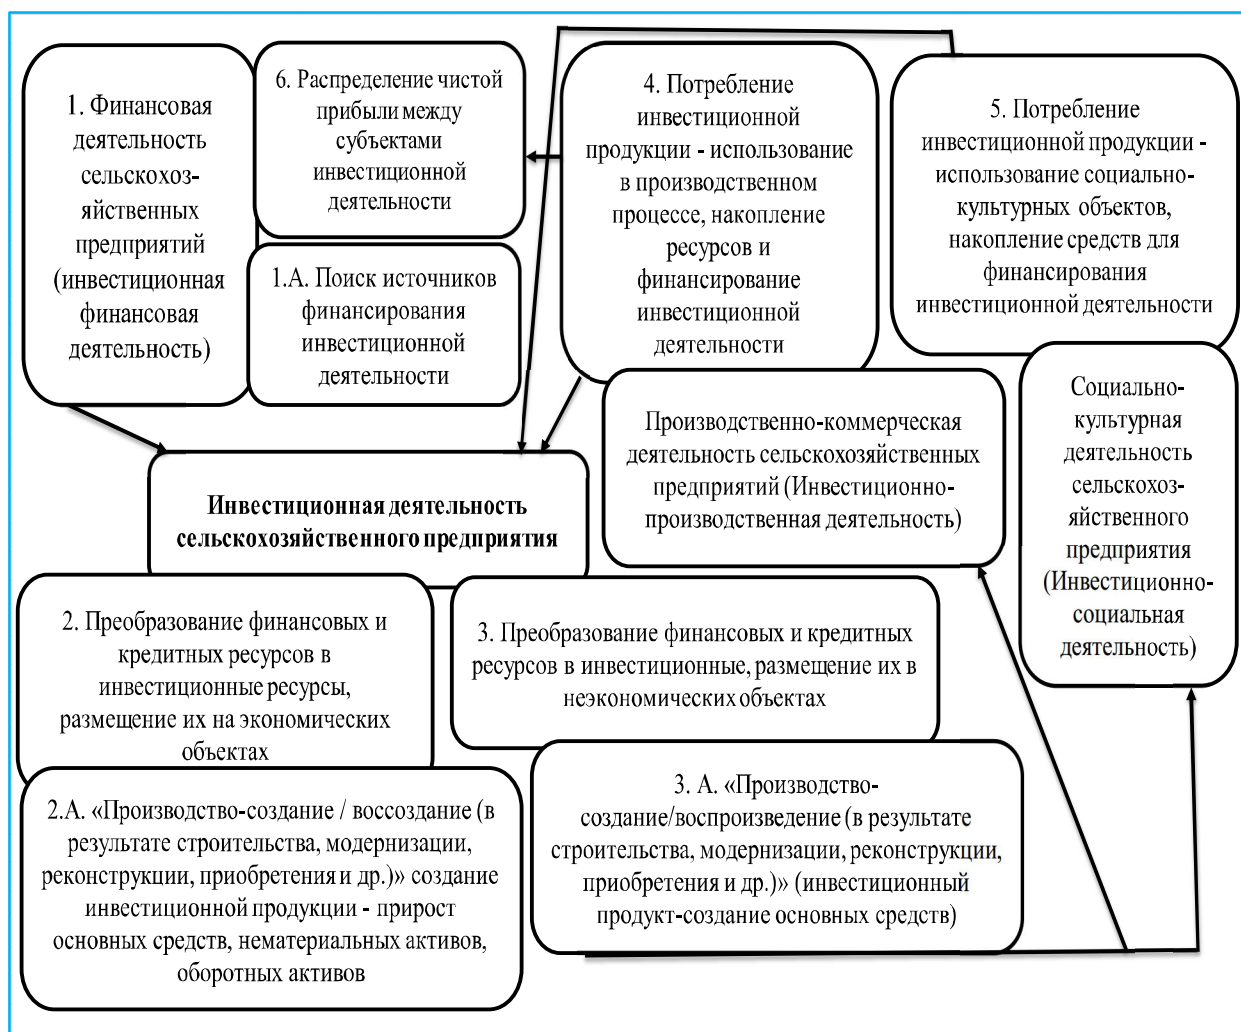 1. Финансовая
деятельность
сельскохоз-
яйственных
предприятий
(инвестиционная
финансовая
деятельность)
6. Распределение чистой
прибыли между
субъектами
инвестиционной
деятельности
1.А. Поиск источников
финансирования
инвестиционной
деятельности
4. Потребление
инвестиционной
продукции - использование
в производственном
процессе, накопление
ресурсов и
финансирование
инвестиционной
деятельности
5. Потребление
инвестиционной продукции -
использование социально-
культурных объектов,
накопление средств для
финансирования
инвестиционной деятельности
Производственно-коммерческая
деятельность сельскохозяйственных
предприятий (Инвестиционно-
производственная деятельность)
Социально-
культурная
деятельность
сельскохоз-
яйственного
предприятия
(Инвестиционно-
социальная
деятельность)
Инвестиционная деятельность
сельскохозяйственного предприятия
2. Преобразование финансовых и
кредитных ресурсов в
инвестиционные ресурсы,
размещение их на экономических
объектах
3. Преобразование финансовых и кредитных
ресурсов в инвестиционные, размещение их в
неэкономических объектах
2.А. «Производство-создание / воссоздание (в
результате строительства, модернизации,
реконструкции, приобретения и др.)» создание
инвестиционной продукции - прирост
основных средств, нематериальных активов,
оборотных активов
3. А. «Производство-
создание/воспроизведение (в результате
строительства, модернизации, реконструкции,
приобретения и др.)» (инвестиционный
продукт-создание основных средств)